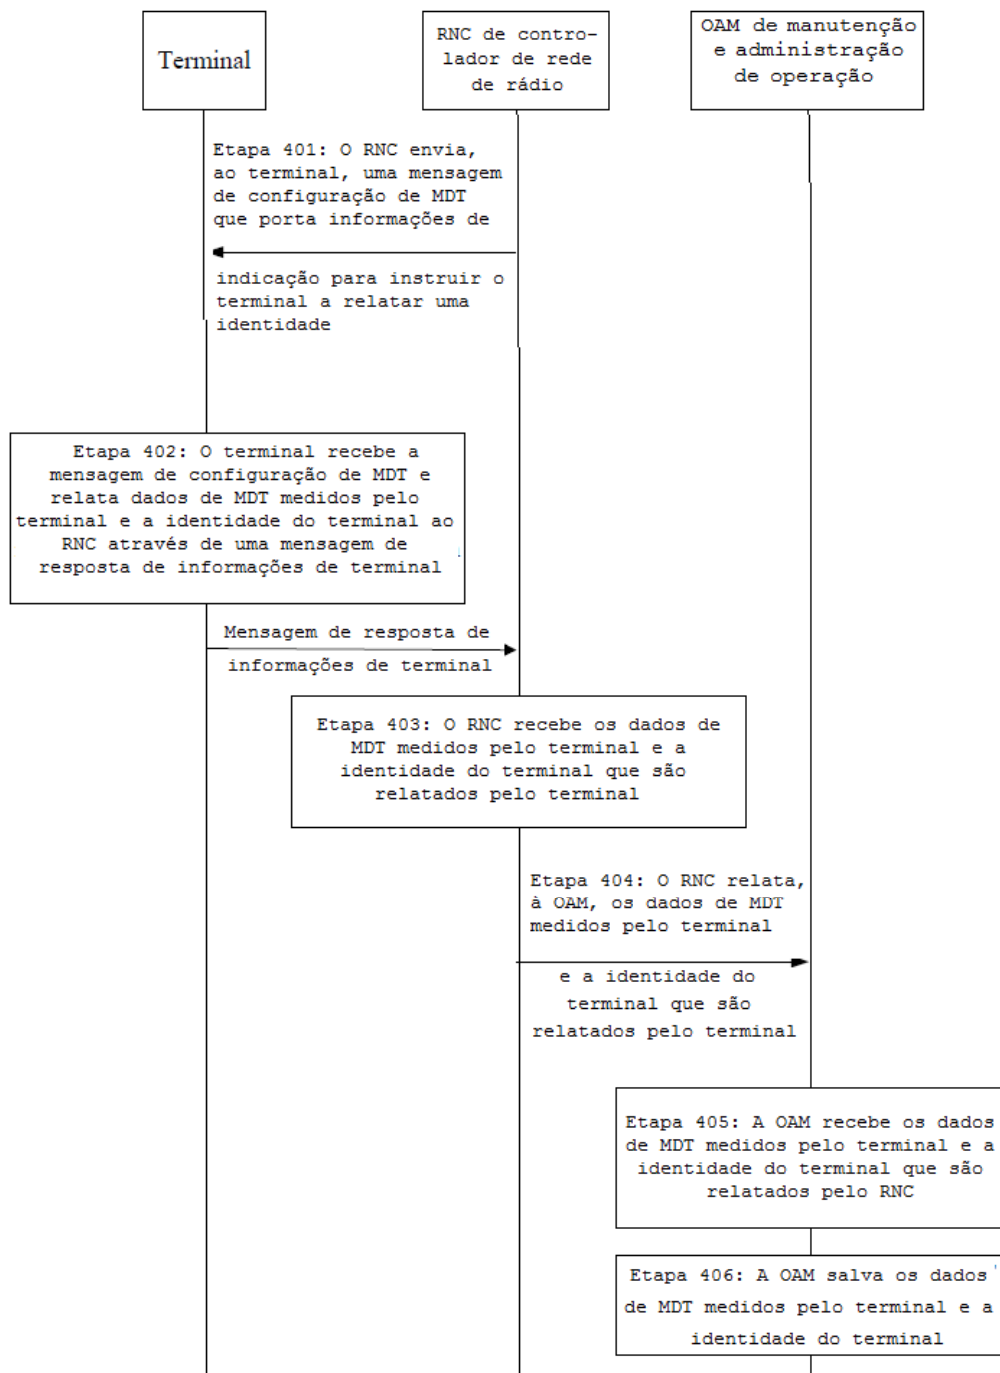 Terminal
RNC de contro-
lador de rede
de rádio
OAM de manutenção
e administração
de operação
Etapa 401: O RNC envia,
ao terminal, uma mensagem
de configuração de MDT
que porta informações de
indicação para instruir o
terminal a relatar uma
identidade
Etapa 402: O terminal recebe a
mensagem de configuração de MDT e
relata dados de MDT medidos pelo
terminal e a identidade do terminal ao
RNC através de uma mensagem de
resposta de informações de terminal
Mensagem de resposta de
informações de terminal
Etapa 403: O RNC recebe os dados de
MDT medidos pelo terminal e a
identidade do terminal que são
relatados pelo terminal
Etapa 404: O RNC relata,
à OAM, os dados de MDT
medidos pelo terminal
e a identidade do
terminal que são
relatados pelo terminal
Etapa 405: A OAM recebe os dados
de MDT medidos pelo terminal e a
identidade do terminal que são
relatados pelo RNC
Etapa 406: A OAM salva os dados
de MDT medidos pelo terminal e a
identidade do terminal